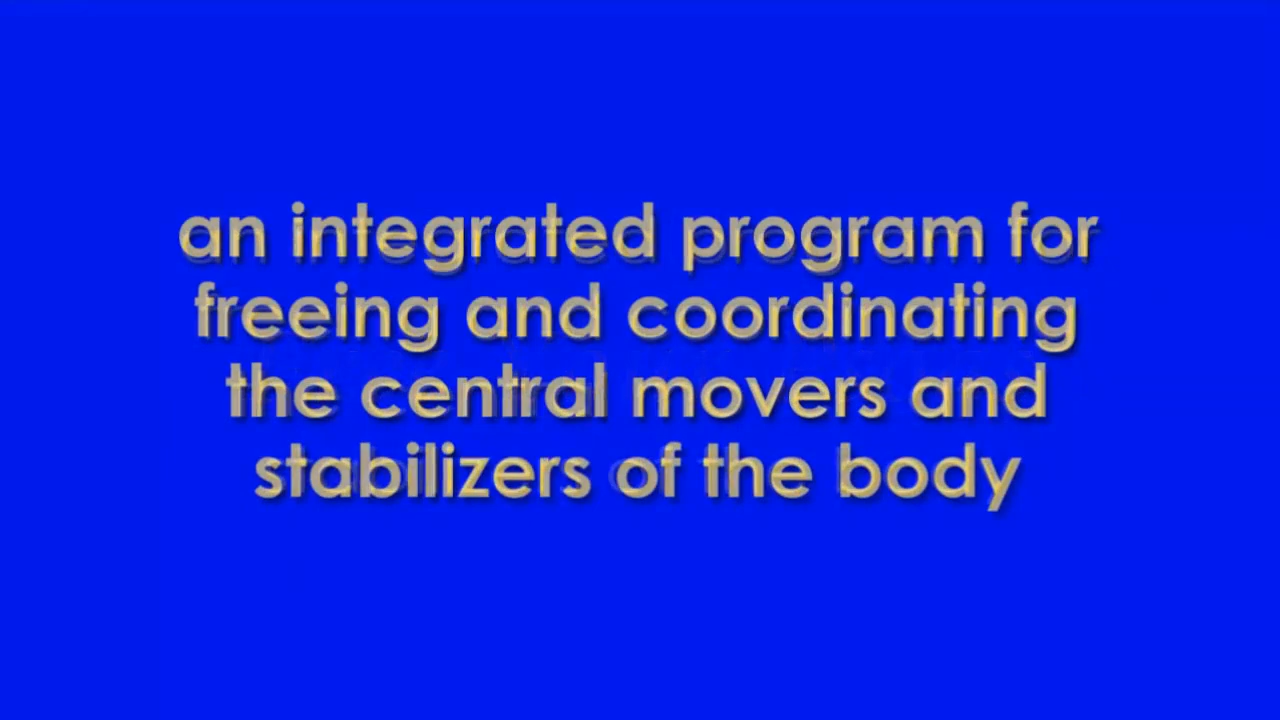 an integrated program for
freeing and coordinating
the central movers and
stabilizers of the body